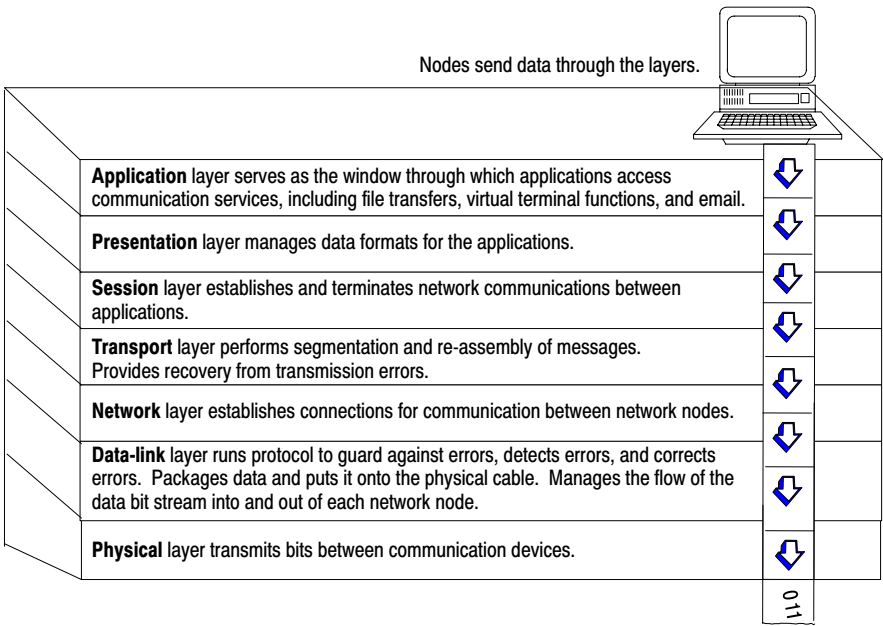 Nodes send data through the layers.
Application layer serves as the window through which applications access
communication services, including file transfers, virtual terminal functions, and email.
Presentation layer manages data formats for the applications.
Session layer establishes and terminates network communications between
applications.
Transport layer performs segmentation and re-assembly of messages.
Provides recovery from transmission errors.
Network layer establishes connections for communication between network nodes.
Data-link layer runs protocol to guard against errors, detects errors, and corrects
errors. Packages data and puts it onto the physical cable. Manages the flow of the
data bit stream into and out of each network node.
Physical layer transmits bits between communication devices.
011